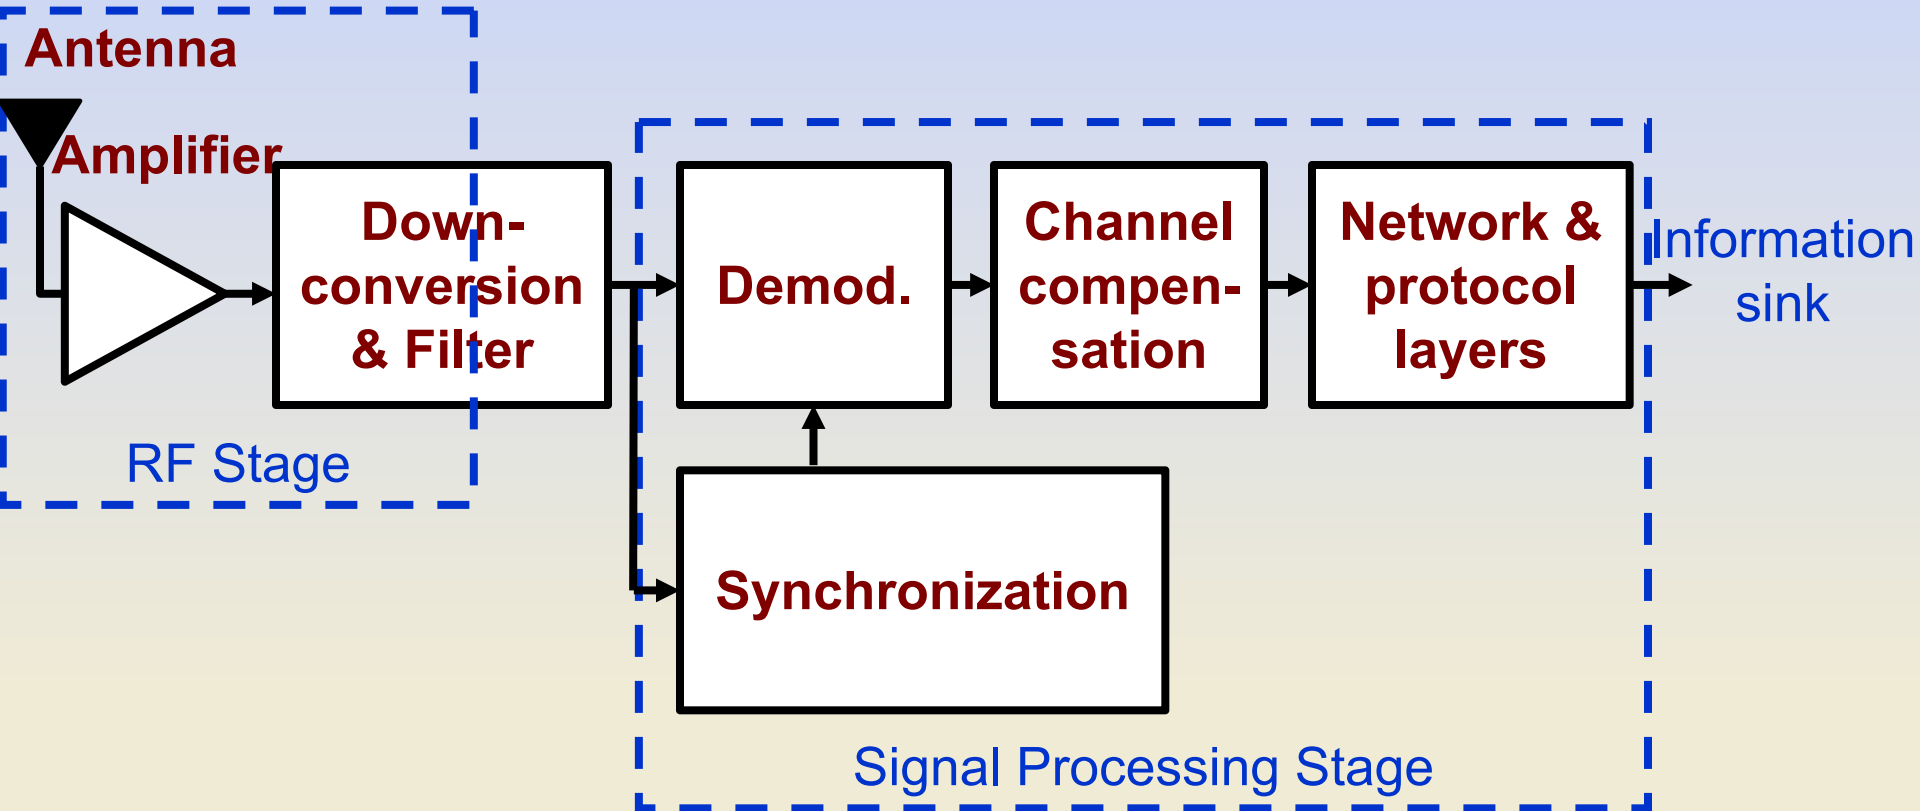 Antenna
Amplifier
Down-
conversion
& Filter
RF Stage
Demod.
Channel
compen-
sation
Network &
protocol
layers
Information
sink
Synchronization
Signal Processing Stage